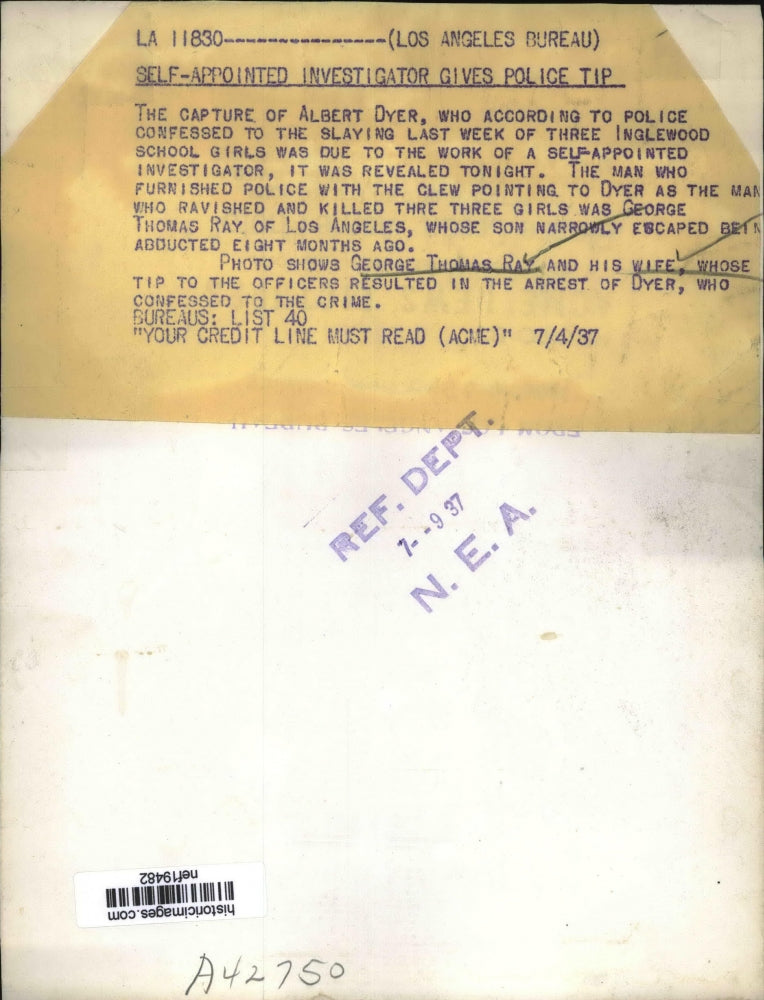 LA 11830----------------(LOS ANGELES BUREAU)
SELF-APPOINTED INVESTIGATOR GIVES POLICE TIP
THE CAPTURE OF ALBERT DYER, WHO ACCORDING TO POLICE
CONFESSED TO THE SLAYING LAST WEEK OF THREE INGLEWOOD
SCHOOL GIRLS WAS DUE TO THE WORK OF A SELF-APPOINTED
INVESTIGATOR, IT WAS REVEALED TONIGHT. THE MAN WHO
FURNISHED POLICE WITH THE CLEW POINTING TO DYER AS THE MAN
WHO RAVISHED AND KILLED THRE THREE GIRLS WAS GEORGE
THOMAS RAY OF LOS ANGELES, WHOSE SON NARROWLY ESCAPED BEIN
ABDUCTED EIGHT MONTHS AGO.
PHOTO SHOWS GEORGE THOMAS RAY AND HIS WIFE, WHOSE
TIP TO THE OFFICERS RESULTED IN THE ARREST OF DYER, WHO
CONFESSED TO THE CRIME.
BUREAUS: LIST 40
"YOUR CREDIT LINE MUST READ (ACME)" 7/4/37
REF. DEPT.
7--9 37
N. E. A.
historicimages.com
nef19482
A42750